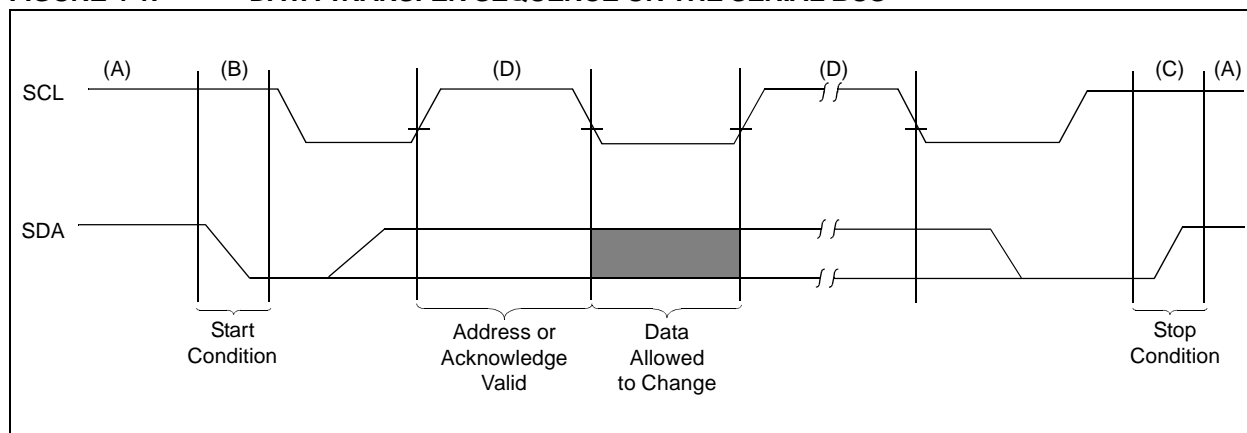 FIGURE 4-1: DATA TRANSFER SEQUENCE ON THE SERIAL BUS
(A) (B) (D) (D) (C) (A)
SCL
SDA
Start
Condition
Address or
Acknowledge
Valid
Data
Allowed
to Change
Stop
Condition